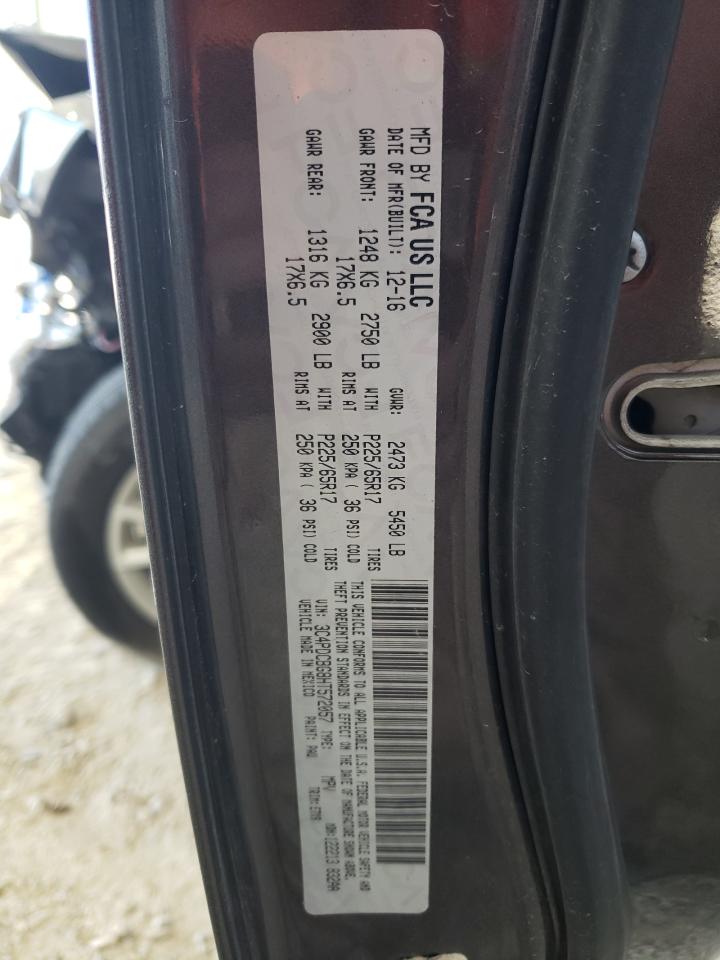 MFD BY FCA US LLC
DATE OF MFR(BUILT): 12-16 GVWR: 2473 KG 5450 LB
GAWR FRONT: 1248 KG 2750 LB WITH P225/65R17 TIRES
17X6.5 RIMS AT 250 KPA ( 36 PSI) COLD
GAWR REAR: 1316 KG 2900 LB WITH P225/65R17 TIRES
17X6.5 RIMS AT 250 KPA ( 36 PSI) COLD
THIS VEHICLE CONFORMS TO ALL APPLICABLE U.S.A. FEDERAL MOTOR VEHICLE SAFETY AND
THEFT PREVENTION STANDARDS IN EFFECT ON THE DATE OF MANUFACTURE SHOWN ABOVE.
VIN: 3C4PDCBG8HT572057 TYPE: MPV MDH: 122213 0324AA
VEHICLE MADE IN MEXICO PAINT: PAU TRIM: